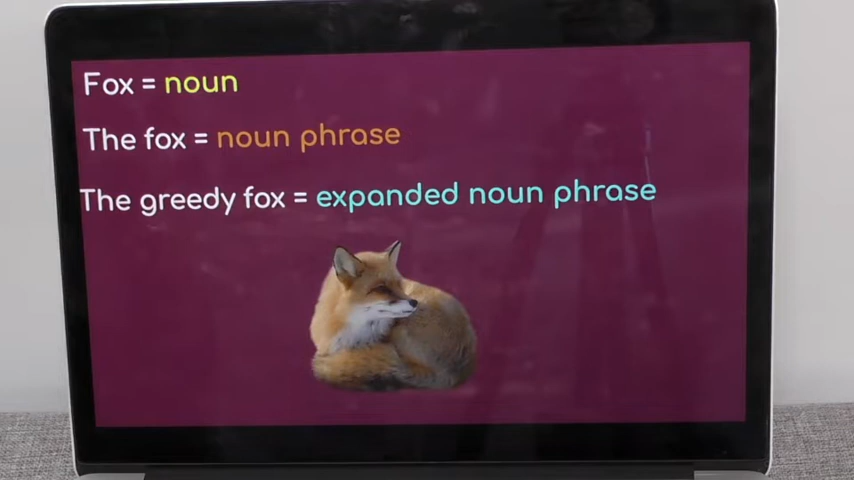 Fox = noun
The fox = noun phrase
The greedy fox = expanded noun phrase